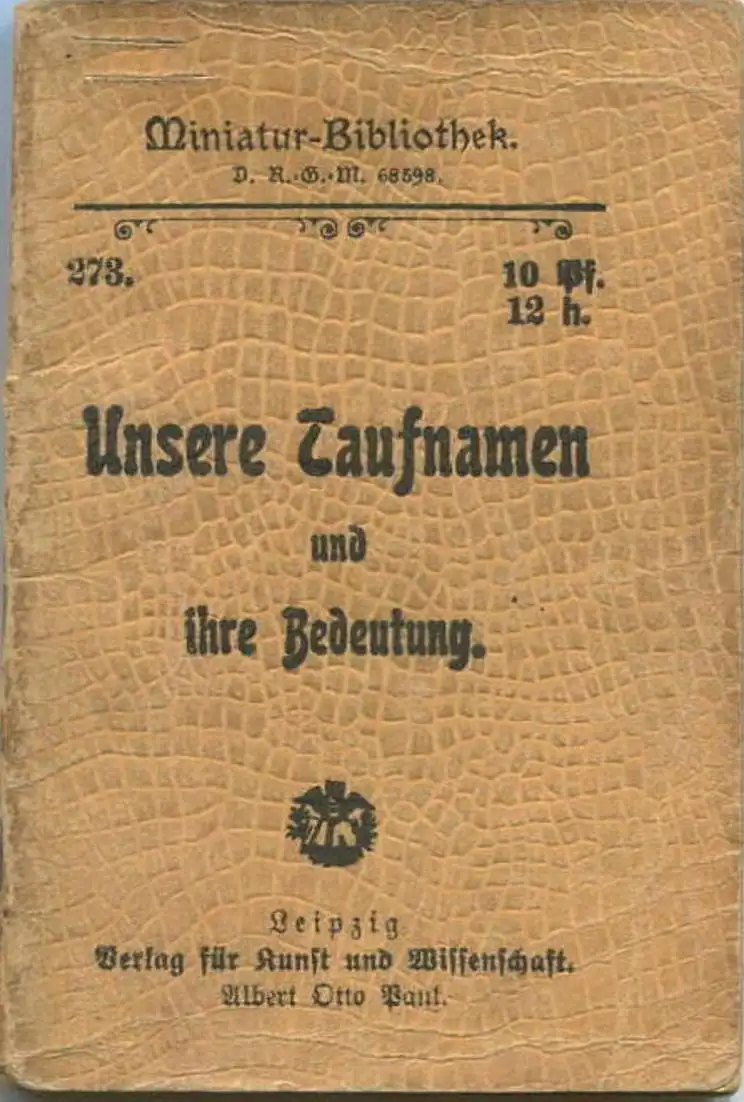 Miniatur-Bibliothek.
D. R.-G.-M. 68598.
273.
10 Pf.
12 h.
Unsere Taufnamen
und
ihre Bedeutung.
Leipzig
Verlag für Kunst und Wissenschaft.
Albert Otto Paul.